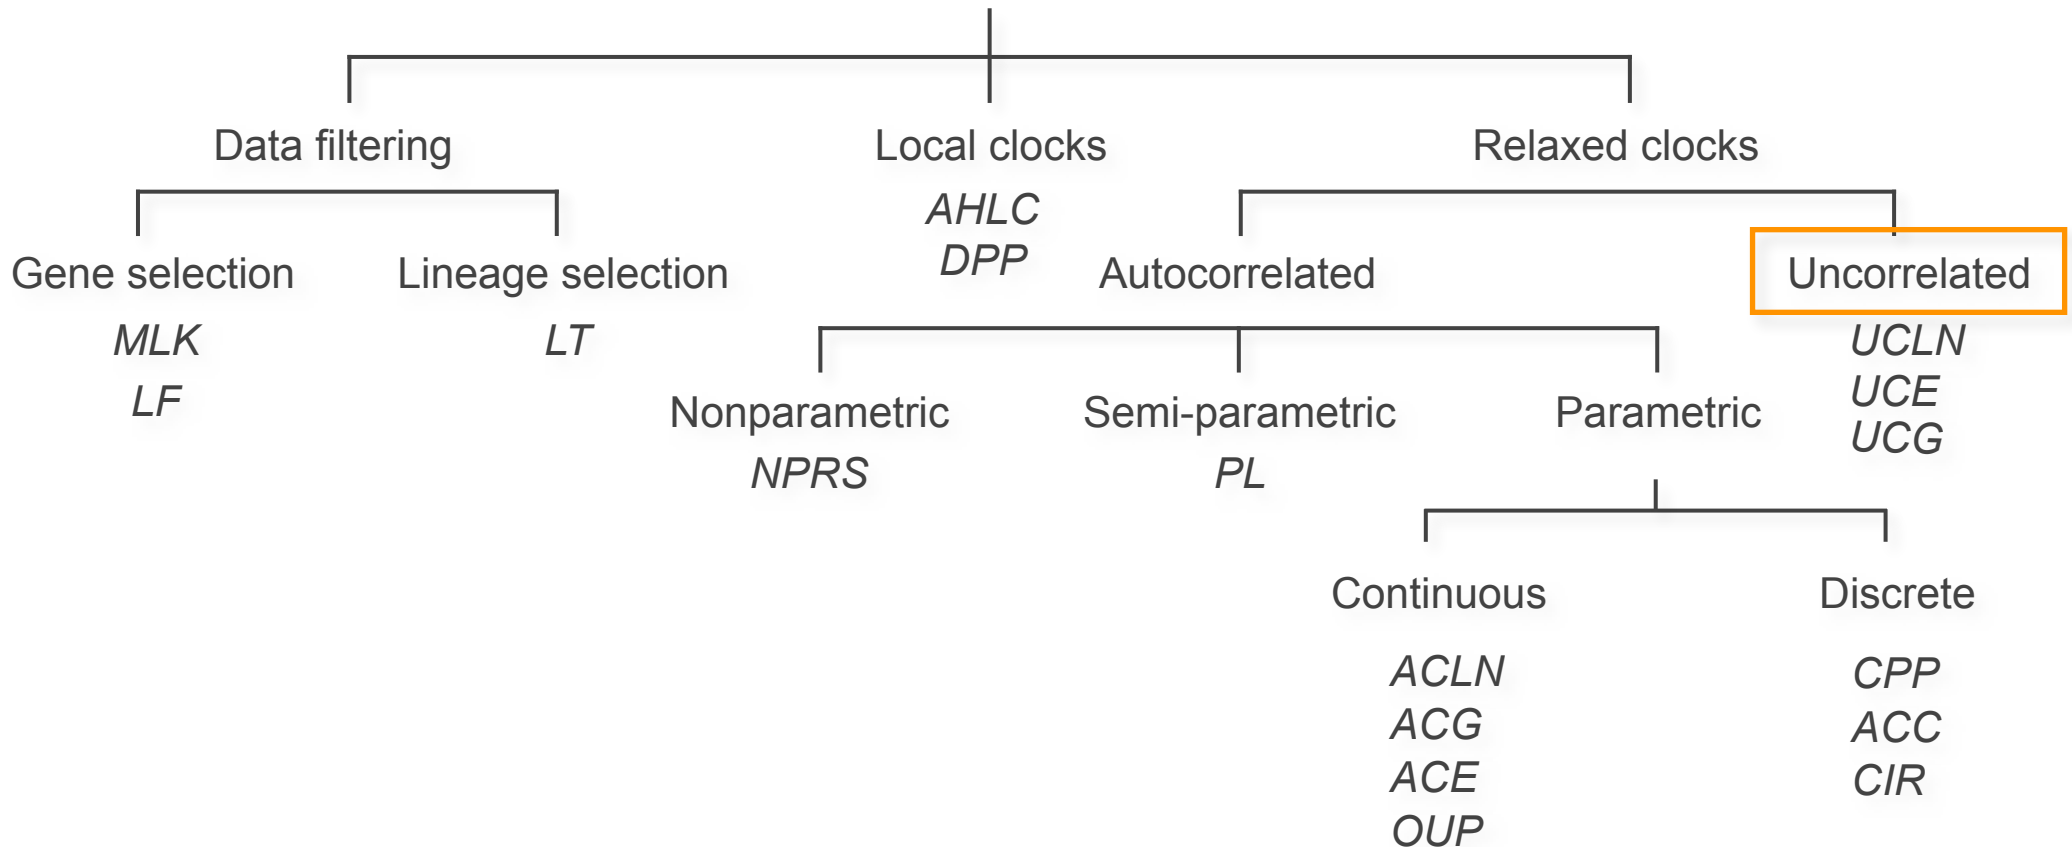 Data filtering
Local clocks
Relaxed clocks
AHLC
DPP
Gene selection
Lineage selection
Autocorrelated
Uncorrelated
MLK
LF
LT
UCLN
UCE
UCG
Nonparametric
Semi-parametric
Parametric
NPRS
PL
Continuous
Discrete
ACLN
ACG
ACE
OUP
CPP
ACC
CIR